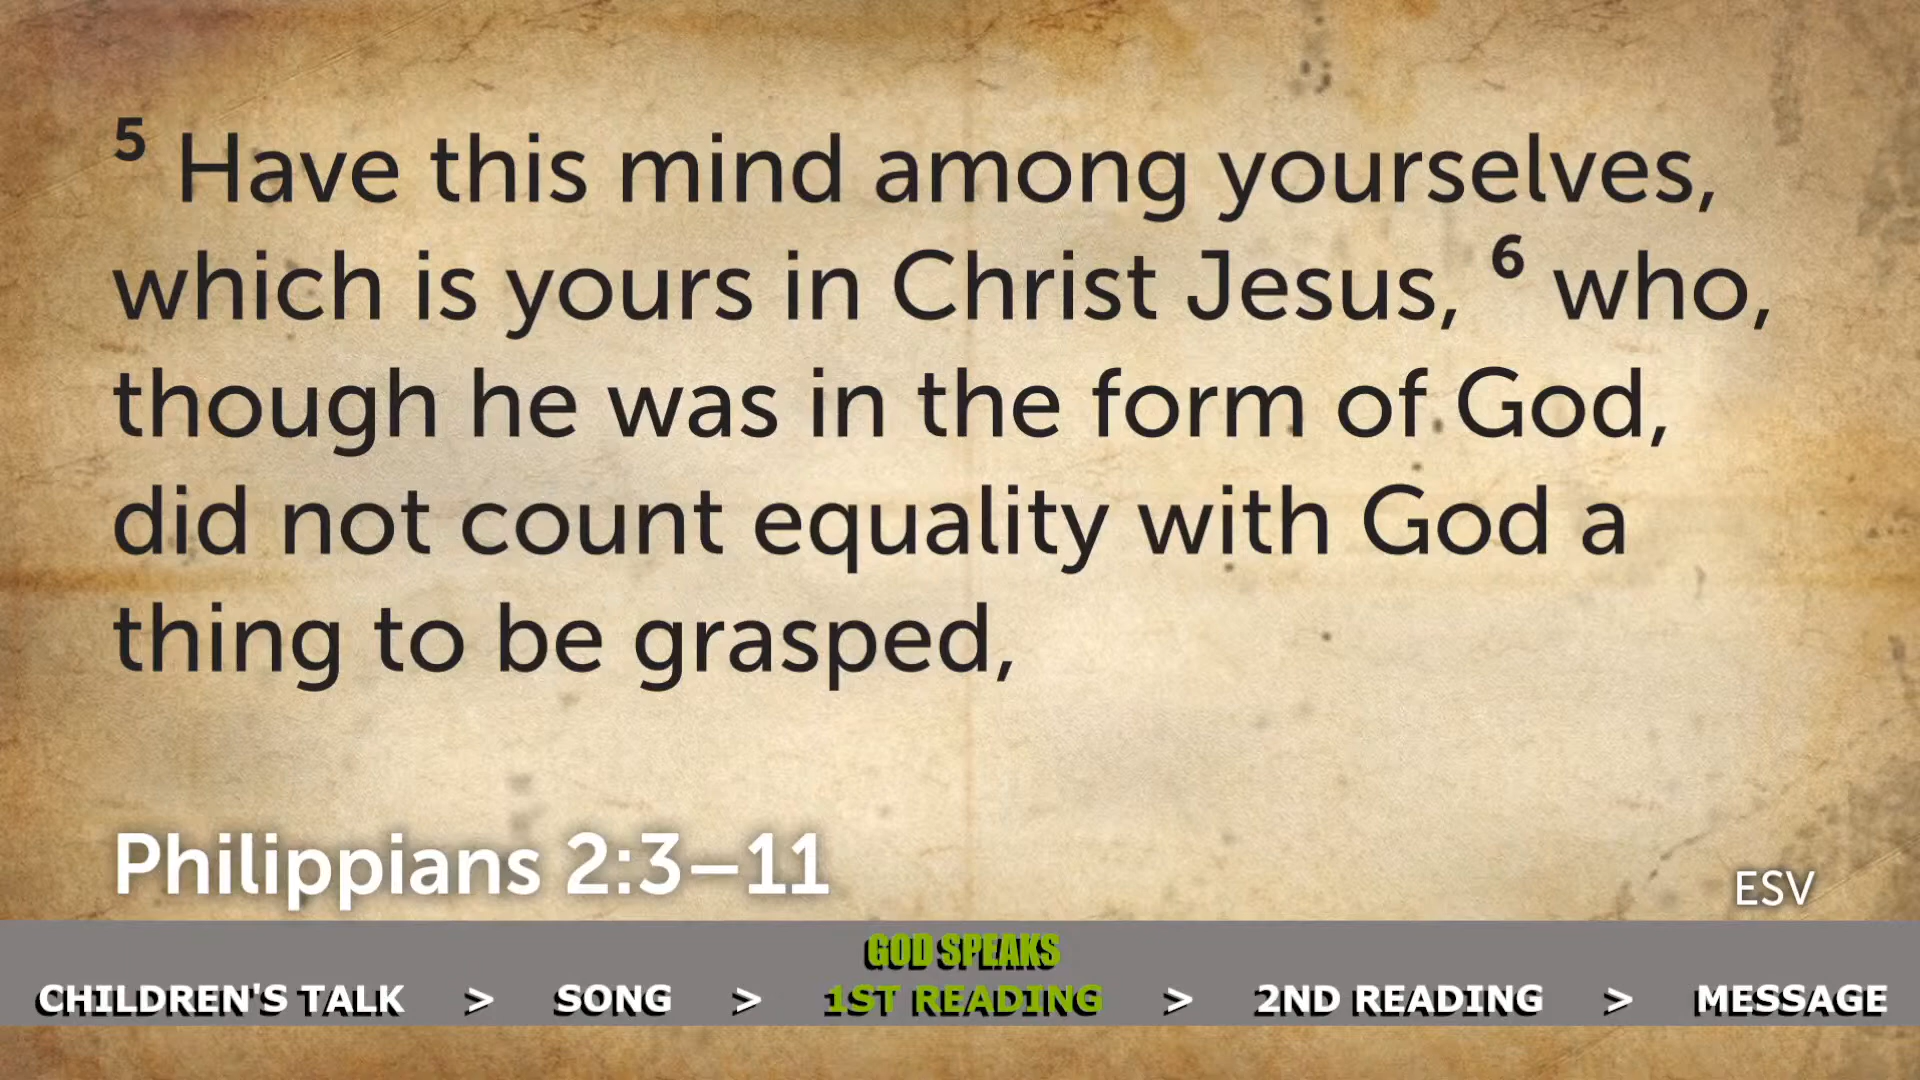 5 Have this mind among yourselves,
which is yours in Christ Jesus, 6 who,
though he was in the form of God,
did not count equality with God a
thing to be grasped,
Philippians 2:3–11
ESV
GOD SPEAKS
CHILDREN'S TALK > SONG > 1ST READING > 2ND READING > MESSAGE